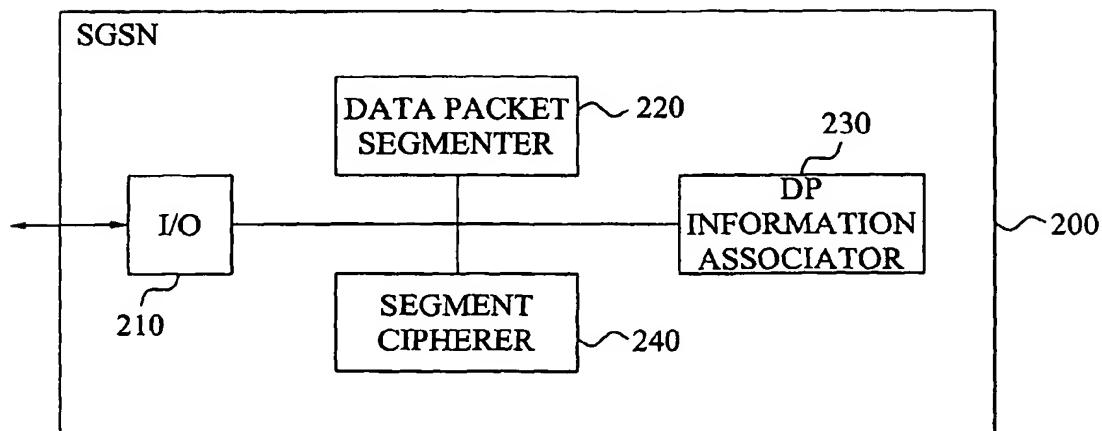 SGSN
DATA PACKET
SEGMENTER
220
230
I/O
DP
INFORMATION
ASSOCIATOR
200
210
SEGMENT
CIPHERER
240